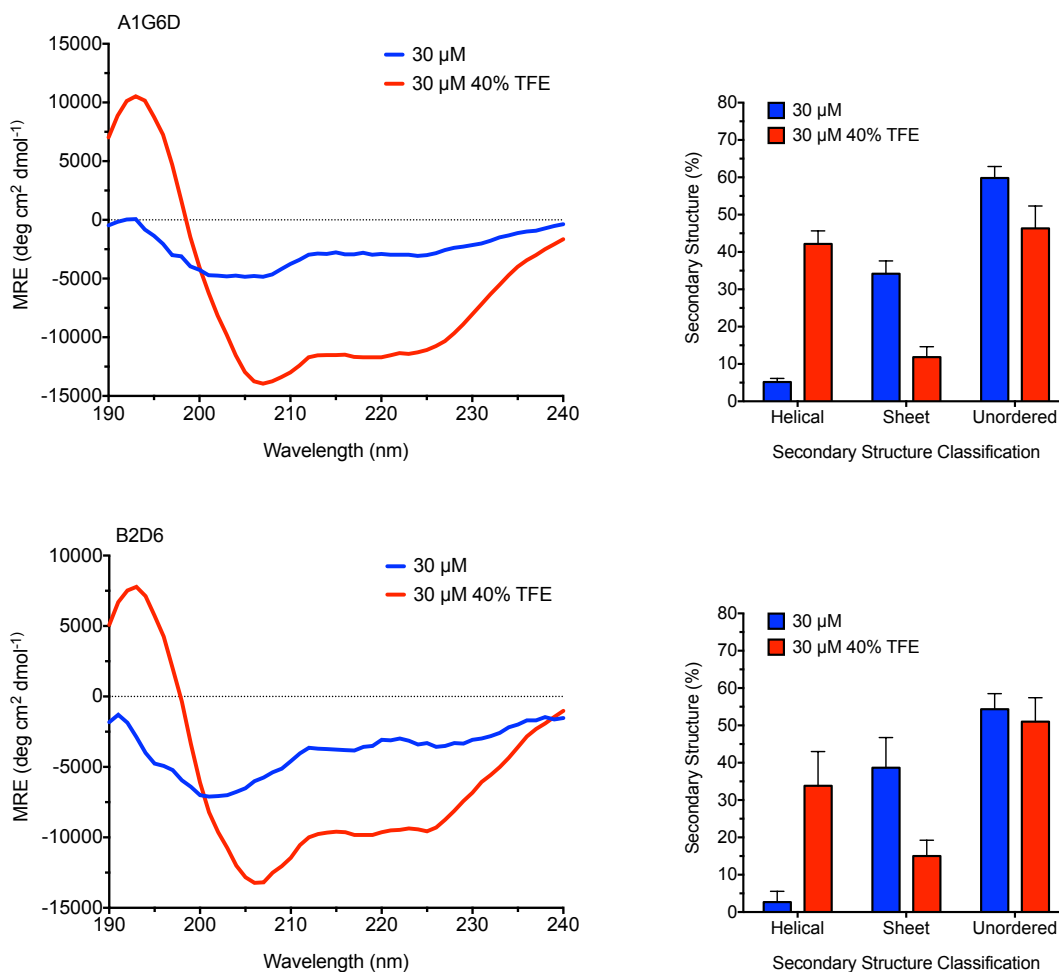 A1G6D
15000
10000
5000
0
-5000
-10000
-15000
190 200 210 220 230 240
MRE (deg cm² dmol⁻¹)
Wavelength (nm)
30 µM
30 µM 40% TFE
80
70
60
50
40
30
20
10
0
Secondary Structure (%)
30 µM
30 µM 40% TFE
Helical Sheet Unordered
Secondary Structure Classification
B2D6
10000
5000
0
-5000
-10000
-15000
190 200 210 220 230 240
MRE (deg cm² dmol⁻¹)
Wavelength (nm)
30 µM
30 µM 40% TFE
80
70
60
50
40
30
20
10
0
Secondary Structure (%)
30 µM
30 µM 40% TFE
Helical Sheet Unordered
Secondary Structure Classification